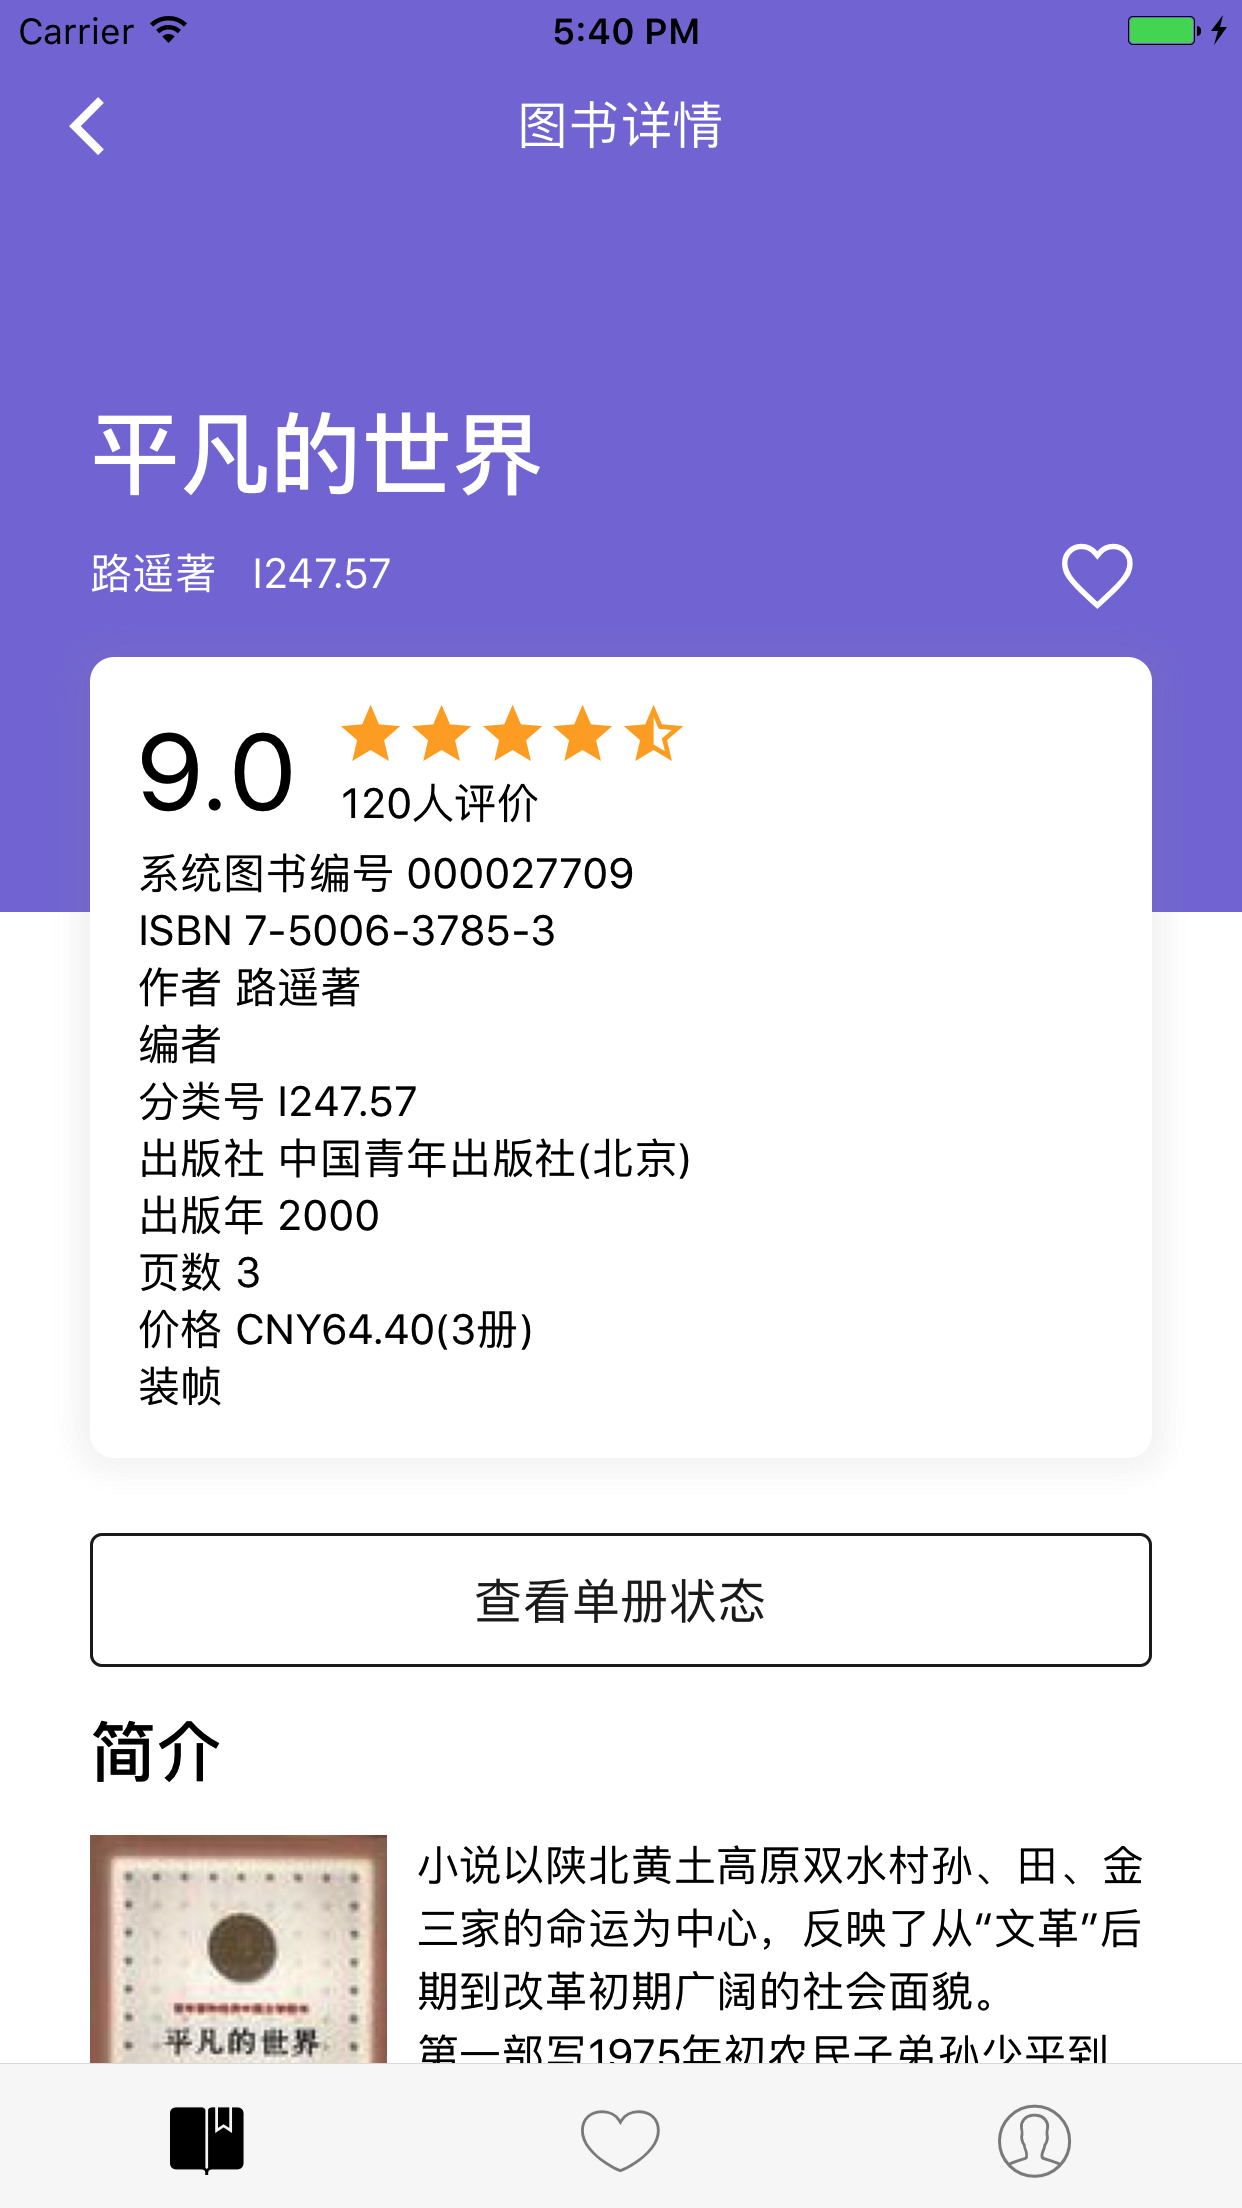 Carrier 5:40 PM
图书详情
平凡的世界
路遥著 I247.57
9.0
120人评价
系统图书编号 000027709
ISBN 7-5006-3785-3
作者 路遥著
编者
分类号 I247.57
出版社 中国青年出版社(北京)
出版年 2000
页数 3
价格 CNY64.40(3册)
装帧
查看单册状态
简介
小说以陕北黄土高原双水村孙、田、金
三家的命运为中心，反映了从“文革”后
期到改革初期广阔的社会面貌。
第一部写1975年初农民子弟孙少平到
平凡的世界